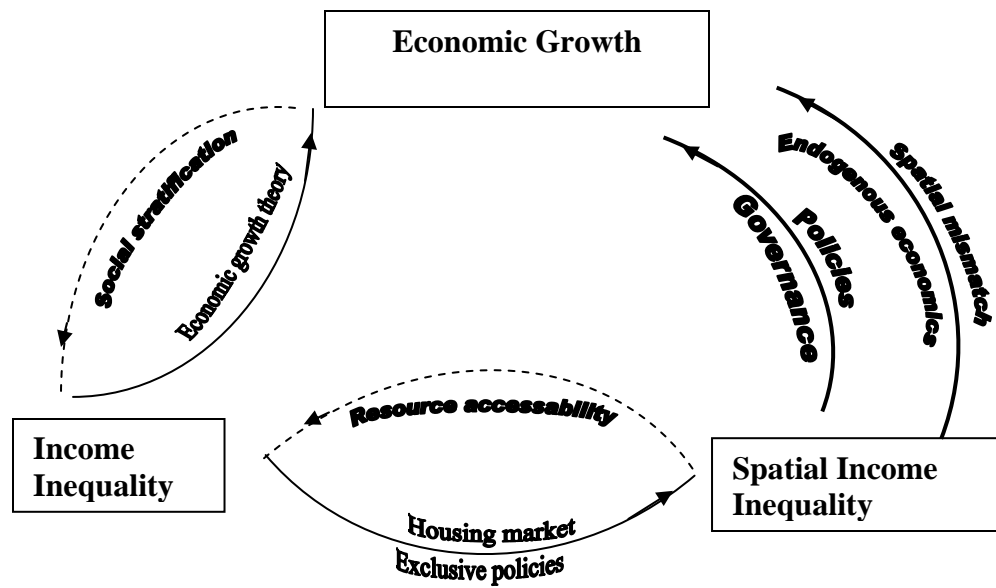 Economic Growth
Social stratification
Economic growth theory
Governance
Policies
Endogenous economics
Spatial mismatch
Resource accessability
Income
Inequality
Spatial Income
Inequality
Housing market
Exclusive policies